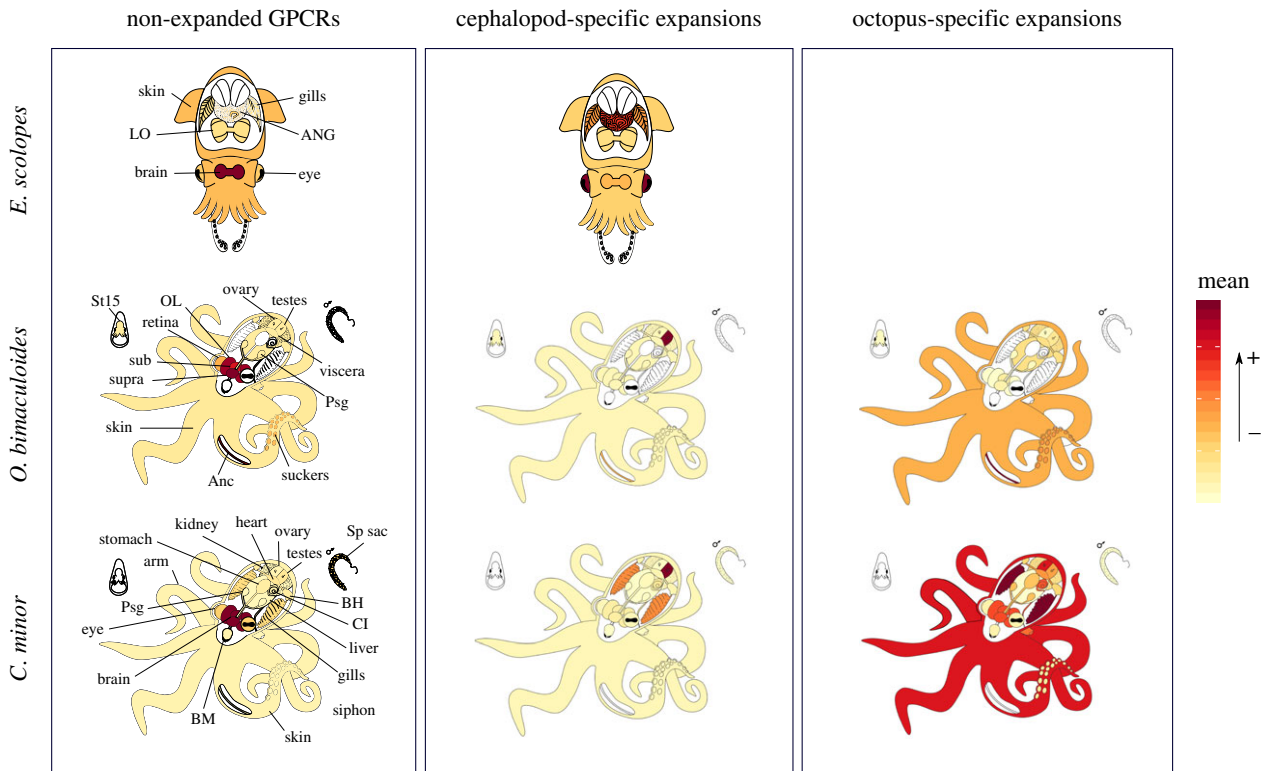 non-expanded GPCRs
cephalopod-specific expansions
octopus-specific expansions
E. scolopes
skin
gills
LO
ANG
brain
eye
O. bimaculoides
St15
OL
ovary
testes
♂
retina
sub
supra
viscera
Psg
skin
Anc
suckers
♂
♂
mean
+
–
C. minor
kidney
heart
ovary
Sp sac
stomach
testes
♂
arm
Psg
BH
eye
CI
liver
brain
gills
BM
siphon
skin
♂
♂